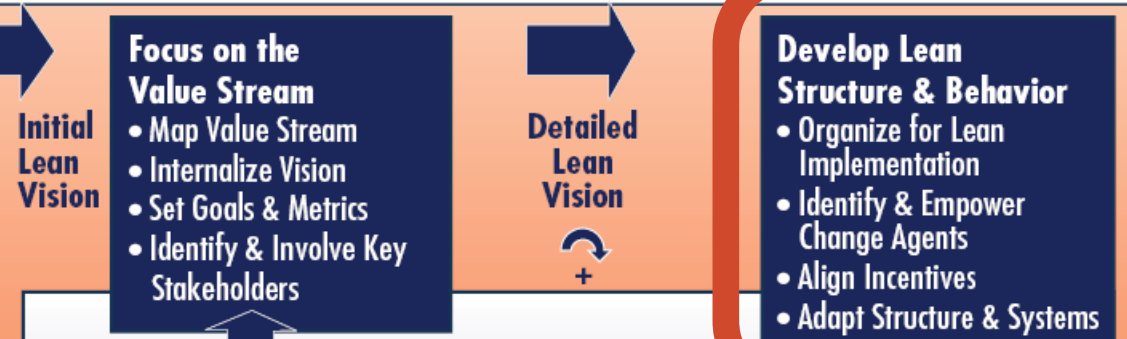 Initial
Lean
Vision
Focus on the
Value Stream
• Map Value Stream
• Internalize Vision
• Set Goals & Metrics
• Identify & Involve Key
Stakeholders
Detailed
Lean
Vision
+
Develop Lean
Structure & Behavior
• Organize for Lean
Implementation
• Identify & Empower
Change Agents
• Align Incentives
• Adapt Structure & Systems